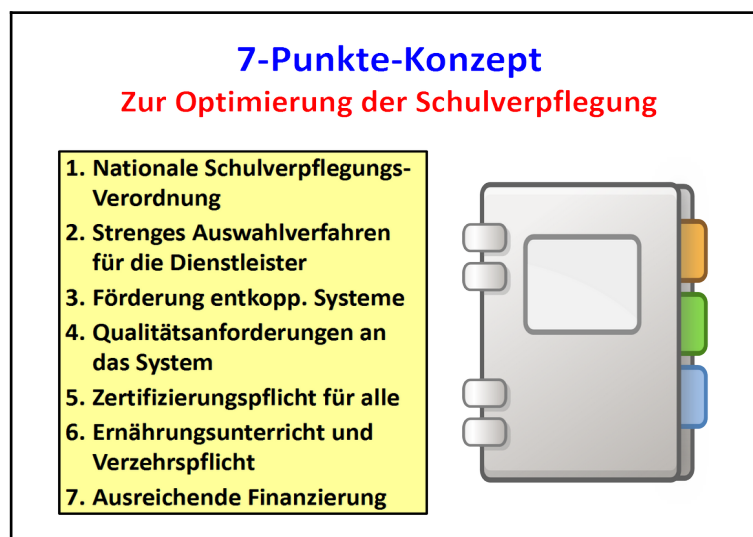 7-Punkte-Konzept
Zur Optimierung der Schulverpflegung
1. Nationale Schulverpflegungs-
Verordnung
2. Strenges Auswahlverfahren
für die Dienstleister
3. Förderung entkopp. Systeme
4. Qualitätsanforderungen an
das System
5. Zertifizierungspflicht für alle
6. Ernährungsunterricht und
Verzehrspflicht
7. Ausreichende Finanzierung